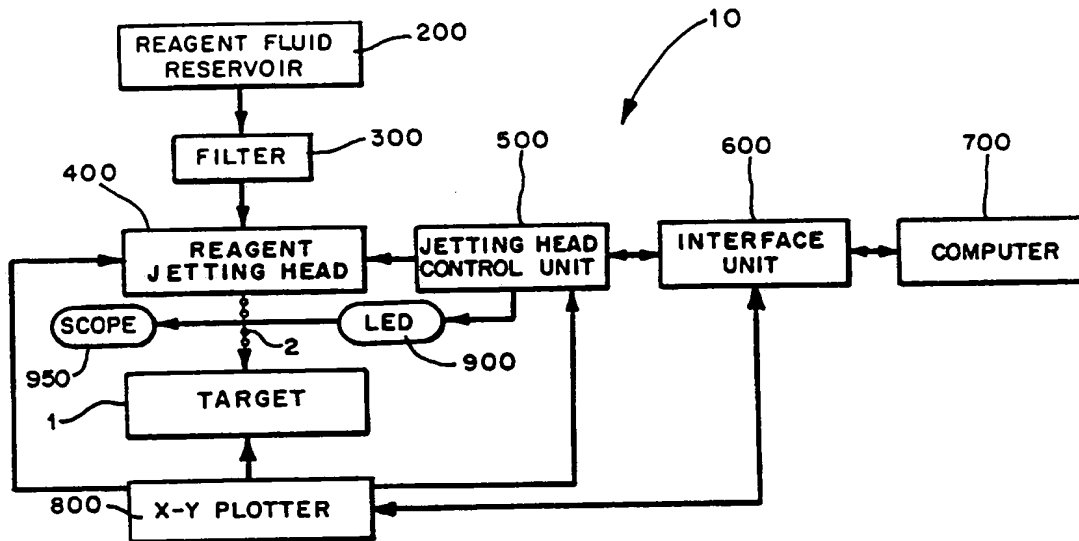 10
REAGENT FLUID
RESERVOIR
200
FILTER
300
400
REAGENT
JETTING HEAD
500
JETTING HEAD
CONTROL UNIT
600
INTERFACE
UNIT
700
COMPUTER
SCOPE
950
2
LED
900
1
TARGET
800
X-Y PLOTTER